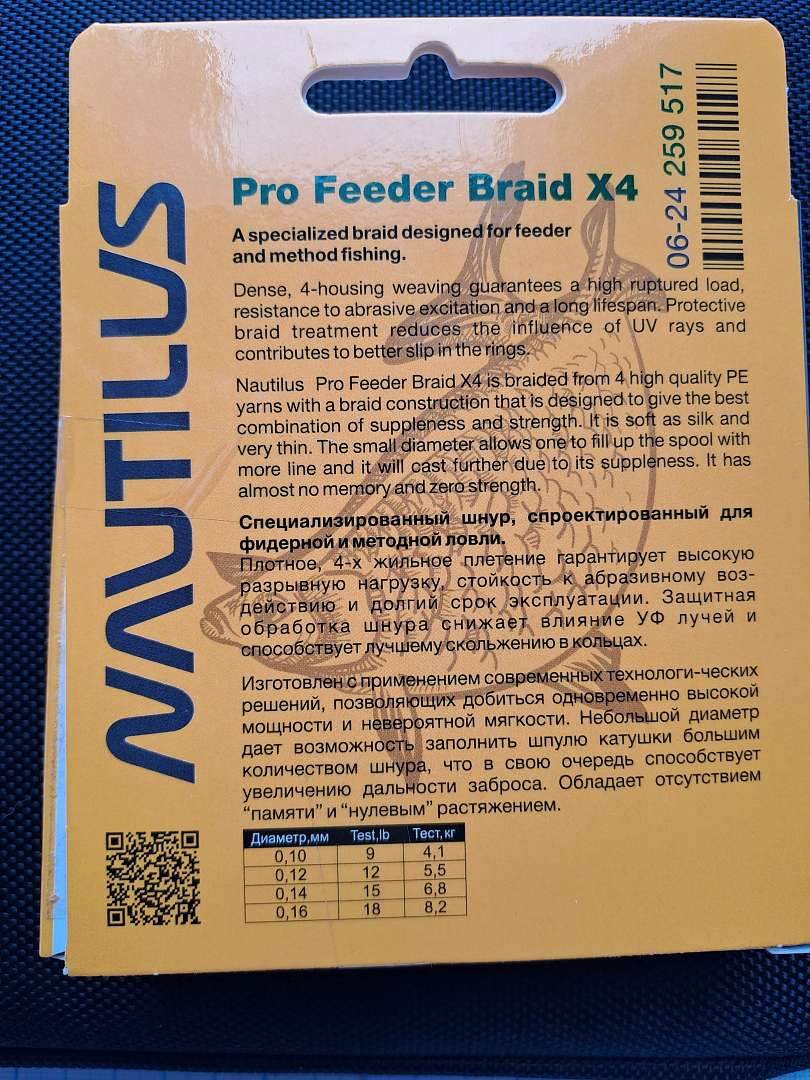 NAUTILUS
06-24 259 517
Pro Feeder Braid X4
A specialized braid designed for feeder
and method fishing.
Dense, 4-housing weaving guarantees a high ruptured load,
resistance to abrasive excitation and a long lifespan. Protective
braid treatment reduces the influence of UV rays and
contributes to better slip in the rings.
Nautilus Pro Feeder Braid X4 is braided from 4 high quality PE
yarns with a braid construction that is designed to give the best
combination of suppleness and strength. It is soft as silk and
very thin. The small diameter allows one to fill up the spool with
more line and it will cast further due to its suppleness. It has
almost no memory and zero strength.
Специализированный шнур, спроектированный для
фидерной и методной ловли.
Плотное, 4-х жильное плетение гарантирует высокую
разрывную нагрузку, стойкость к абразивному воз-
действию и долгий срок эксплуатации. Защитная
обработка шнура снижает влияние УФ лучей и
способствует лучшему скольжению в кольцах.
Изготовлен с применением современных технологи-ческих
решений, позволяющих добиться одновременно высокой
мощности и невероятной мягкости. Небольшой диаметр
дает возможность заполнить шпулю катушки большим
количеством шнура, что в свою очередь способствует
увеличению дальности заброса. Обладает отсутствием
“памяти” и “нулевым” растяжением.
Диаметр,мм Test,lb Тест,кг
0,10 9 4,1
0,12 12 5,5
0,14 15 6,8
0,16 18 8,2